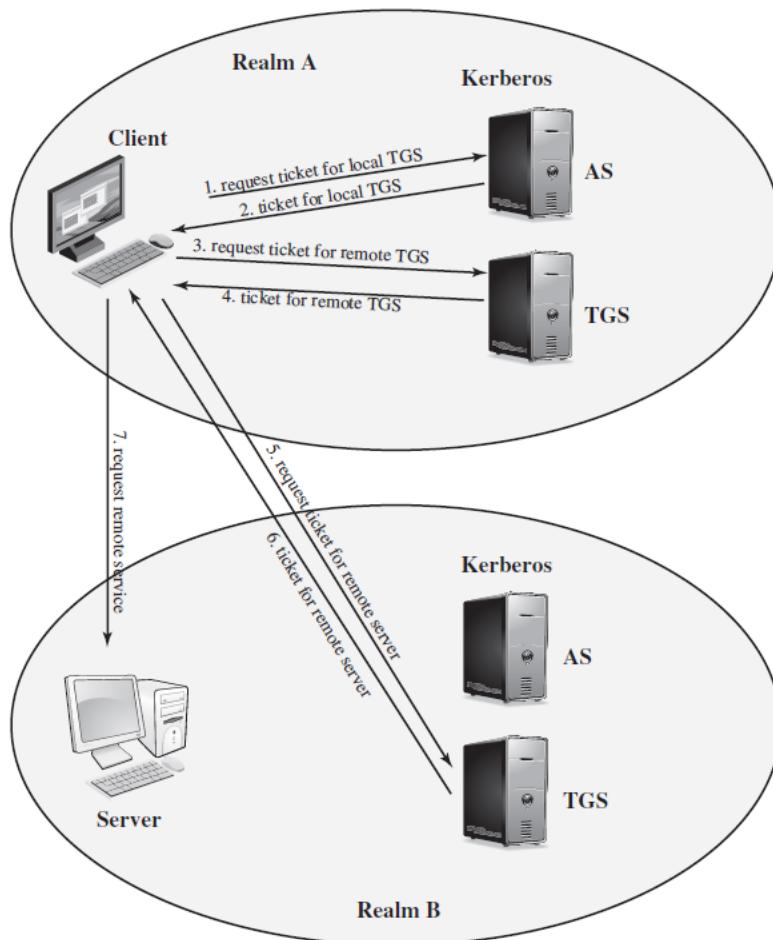 Realm A
Kerberos
Client
1. request ticket for local TGS
AS
2. ticket for local TGS
3. request ticket for remote TGS
4. ticket for remote TGS
TGS
7. request remote service
5. request ticket for remote server
6. ticket for remote server
Kerberos
AS
TGS
Server
Realm B